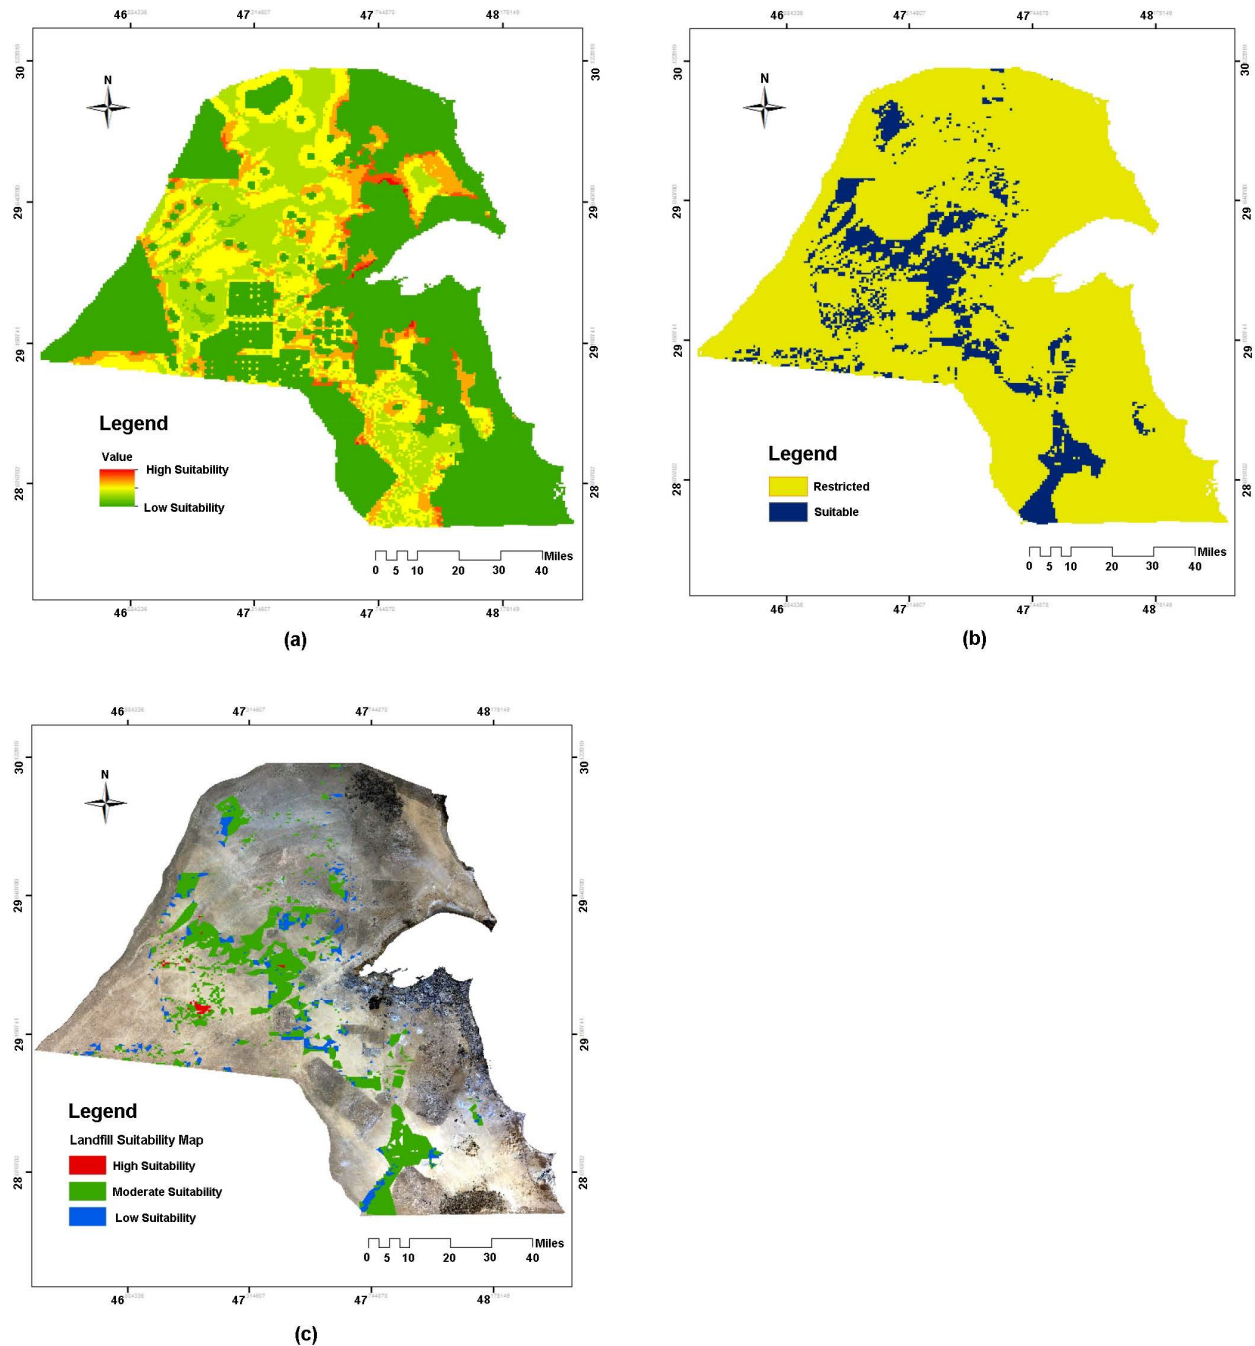 46 47 47 48
30 30
N
29 29
29 29
Legend
Value
High Suitability
Low Suitability
28 28
Miles
0 5 10 20 30 40
46 47 47 48
(a)
46 47 47 48
30 30
N
29 29
29 29
Legend
Restricted
Suitable
28 28
Miles
0 5 10 20 30 40
46 47 47 48
(b)
46 47 47 48
30 30
N
29 29
29 29
Legend
Landfill Suitability Map
High Suitability
Moderate Suitability
Low Suitability
28 28
Miles
0 5 10 20 30 40
46 47 47 48
(c)